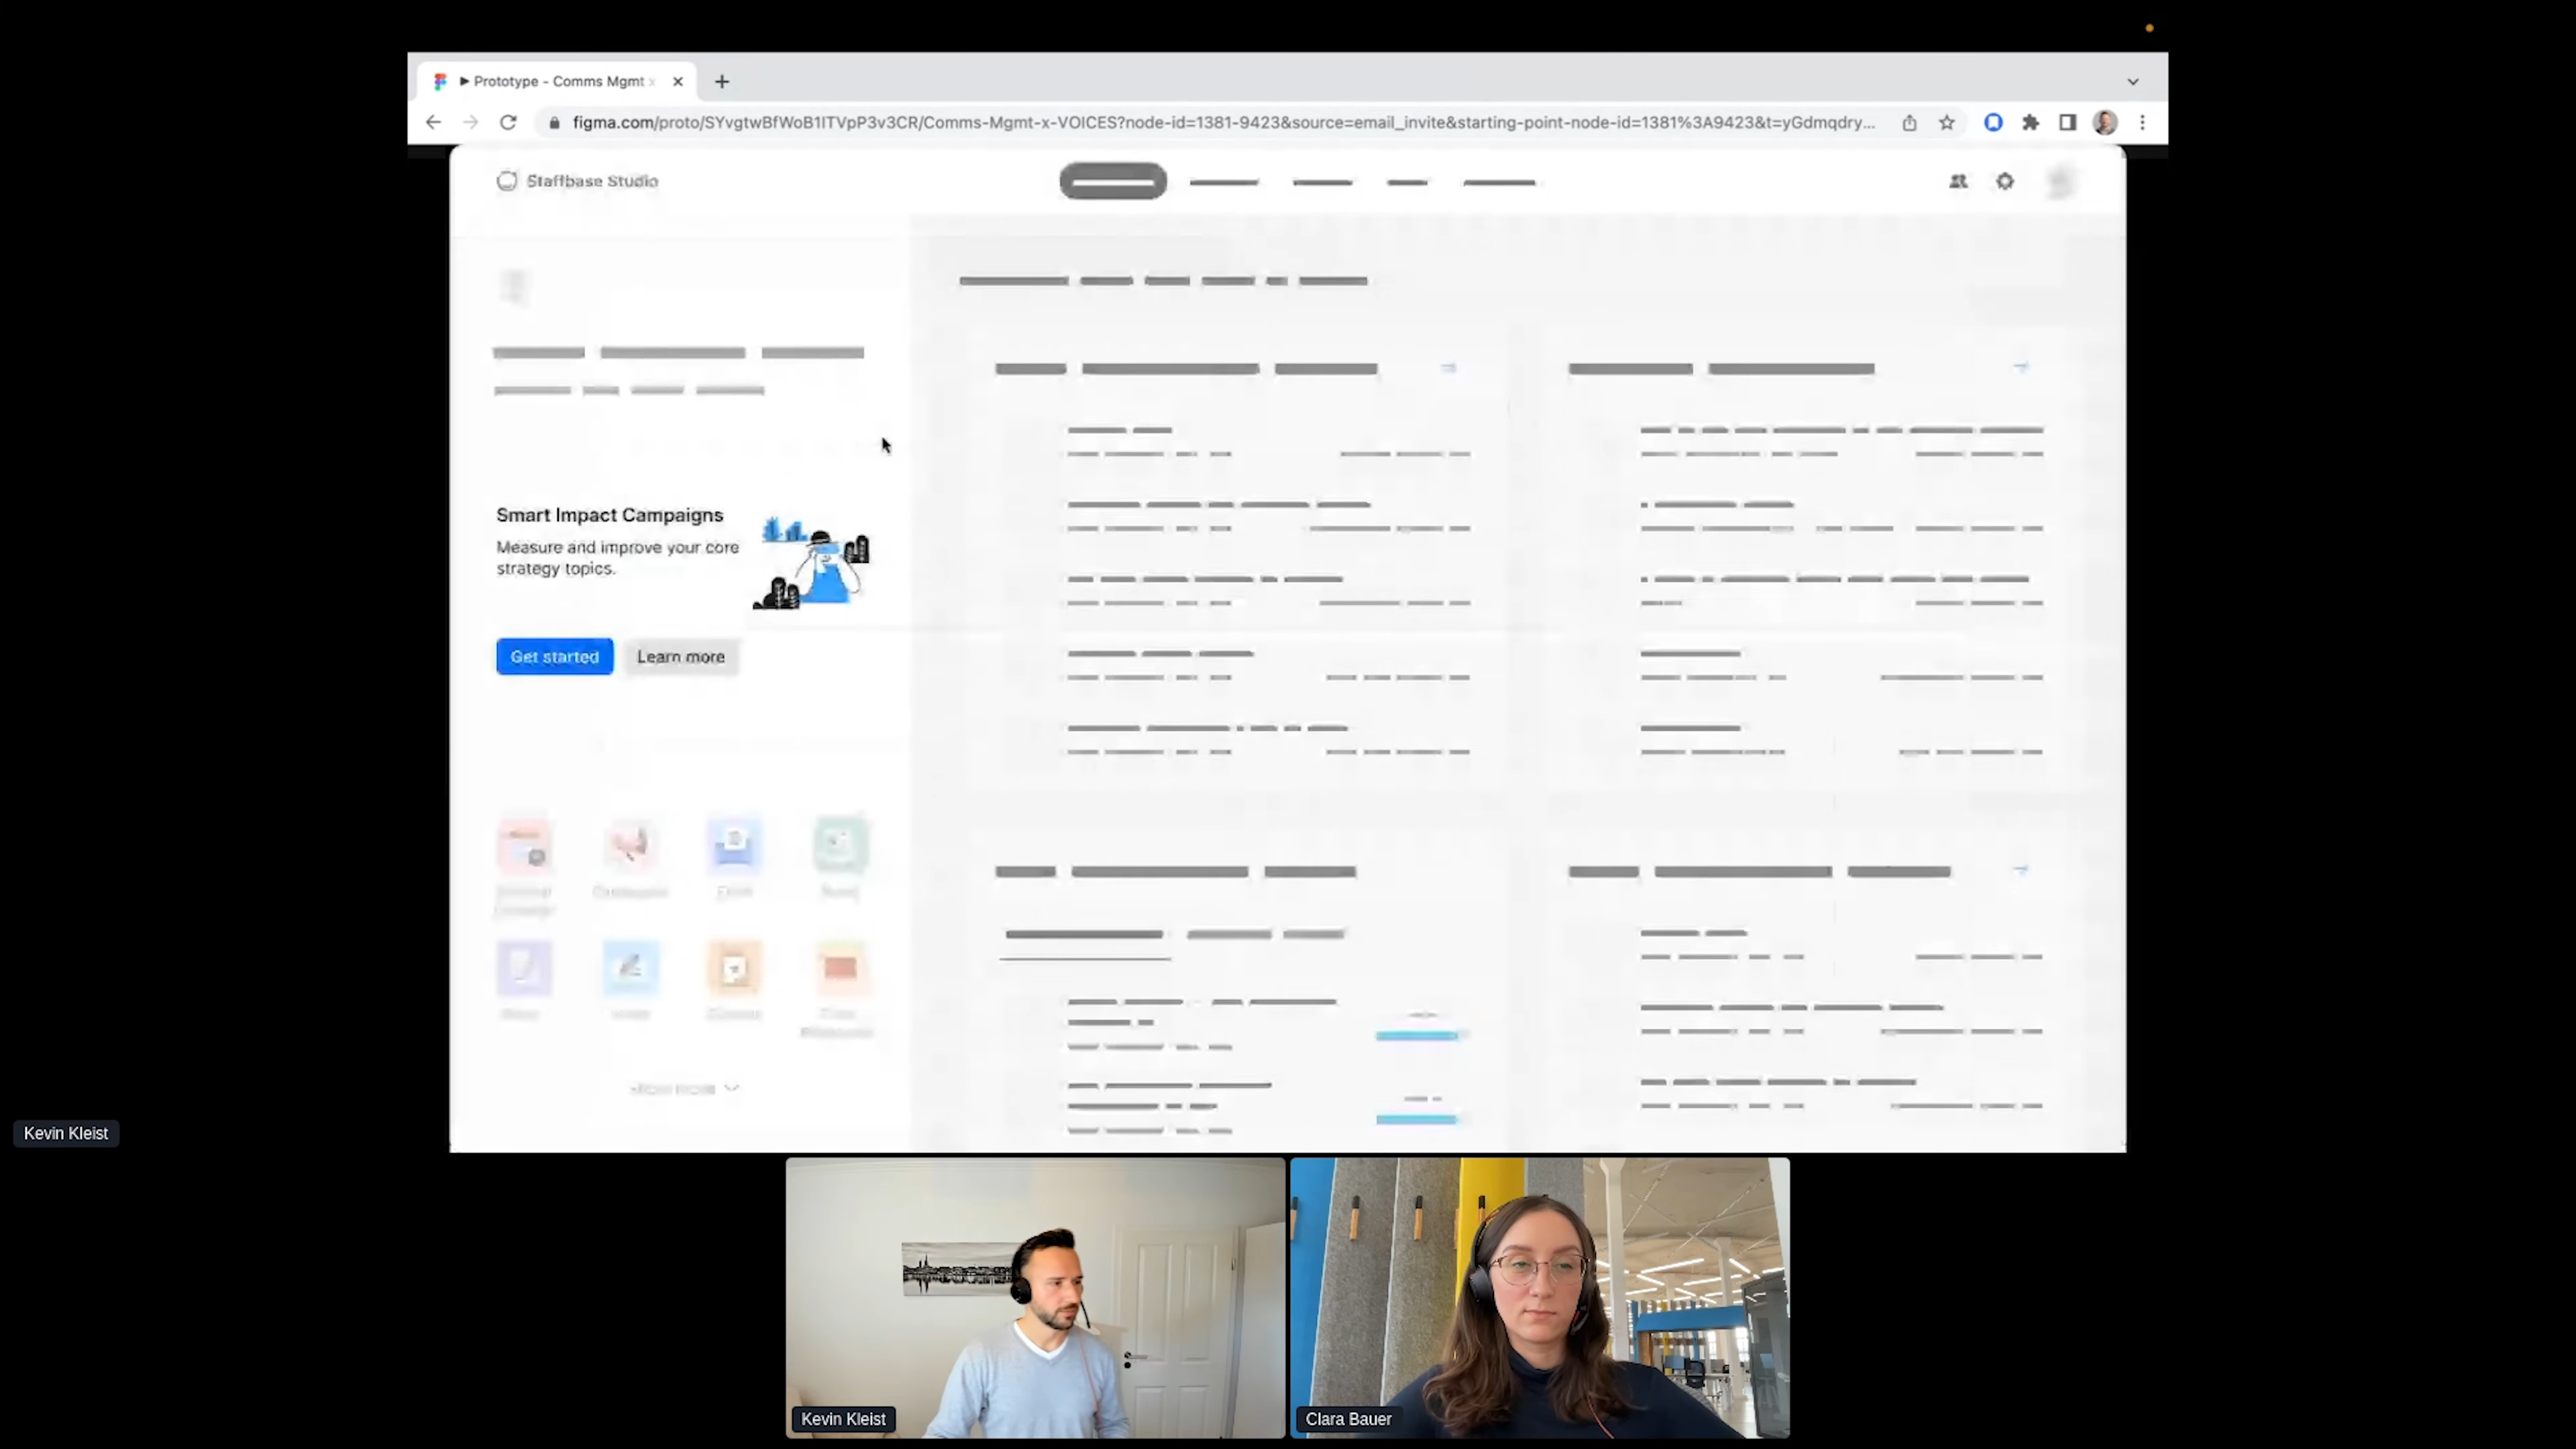 Prototype - Comms Mgmt x
figma.com/proto/SYvgtwBfWoB1lTVpP3v3CR/Comms-Mgmt-x-VOICES?node-id=1381-9423&source=email_invite&starting-point-node-id=1381%3A9423&t=yGdmqdry...
Staffbase Studio
Smart Impact Campaigns
Measure and improve your core
strategy topics.
Get started
Learn more
Kevin Kleist
Kevin Kleist
Clara Bauer